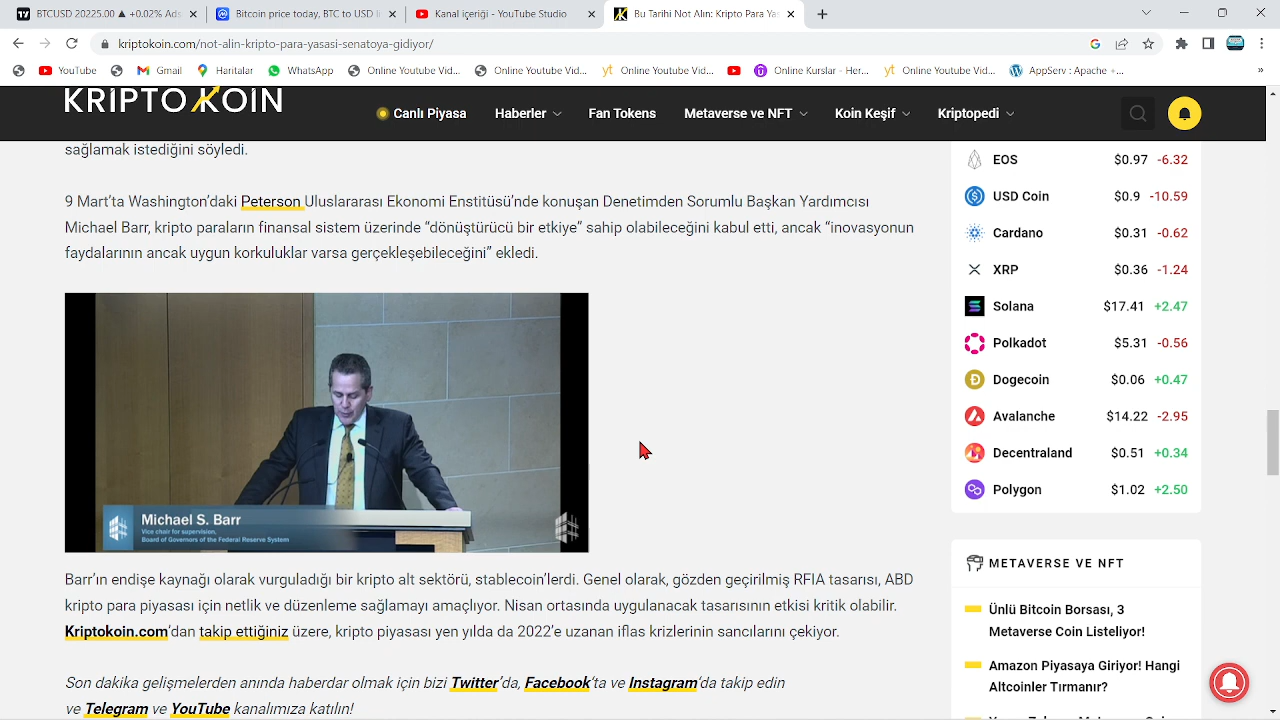 BTCUSD 20225.00 ▲ +0.02% Ads
Bitcoin price today, BTC to USD li
Kanal içeriği - YouTube Studio
Bu Tarihi Not Alın: Kripto Para Yas
kriptokoin.com/not-alin-kripto-para-yasasi-senatoya-gidiyor/
YouTube
Gmail
Haritalar
WhatsApp
Online Youtube Vid...
Online Youtube Vid...
Online Youtube Vid...
Online Kurslar - Her...
Online Youtube Vid...
AppServ : Apache +...
»
KRIPTOKOIN
Canlı Piyasa
Haberler
Fan Tokens
Metaverse ve NFT
Koin Keşif
Kriptopedi
sağlamak istediğini söyledi.
9 Mart’ta Washington’daki Peterson Uluslararası Ekonomi Enstitüsü’nde konuşan Denetimden Sorumlu Başkan Yardımcısı
Michael Barr, kripto paraların finansal sistem üzerinde “dönüştürücü bir etkiye” sahip olabileceğini kabul etti, ancak “inovasyonun
faydalarının ancak uygun korkuluklar varsa gerçekleşebileceğini” ekledi.
Michael S. Barr
Vice chair for supervision,
Board of Governors of the Federal Reserve System
Barr’ın endişe kaynağı olarak vurguladığı bir kripto alt sektörü, stablecoin’lerdi. Genel olarak, gözden geçirilmiş RFIA tasarısı, ABD
kripto para piyasası için netlik ve düzenleme sağlamayı amaçlıyor. Nisan ortasında uygulanacak tasarısının etkisi kritik olabilir.
Kriptokoin.com’dan takip ettiğiniz üzere, kripto piyasası yen yılda da 2022’e uzanan iflas krizlerinin sancılarını çekiyor.
Son dakika gelişmelerden anında haberdar olmak için bizi Twitter’da, Facebook’ta ve Instagram’da takip edin
ve Telegram ve YouTube kanalımıza katılın!
EOS $0.97 -6.32
USD Coin $0.9 -10.59
Cardano $0.31 -0.62
XRP $0.36 -1.24
Solana $17.41 +2.47
Polkadot $5.31 -0.56
Dogecoin $0.06 +0.47
Avalanche $14.22 -2.95
Decentraland $0.51 +0.34
Polygon $1.02 +2.50
METAVERSE VE NFT
Ünlü Bitcoin Borsası, 3
Metaverse Coin Listeliyor!
Amazon Piyasaya Giriyor! Hangi
Altcoinler Tırmanır?